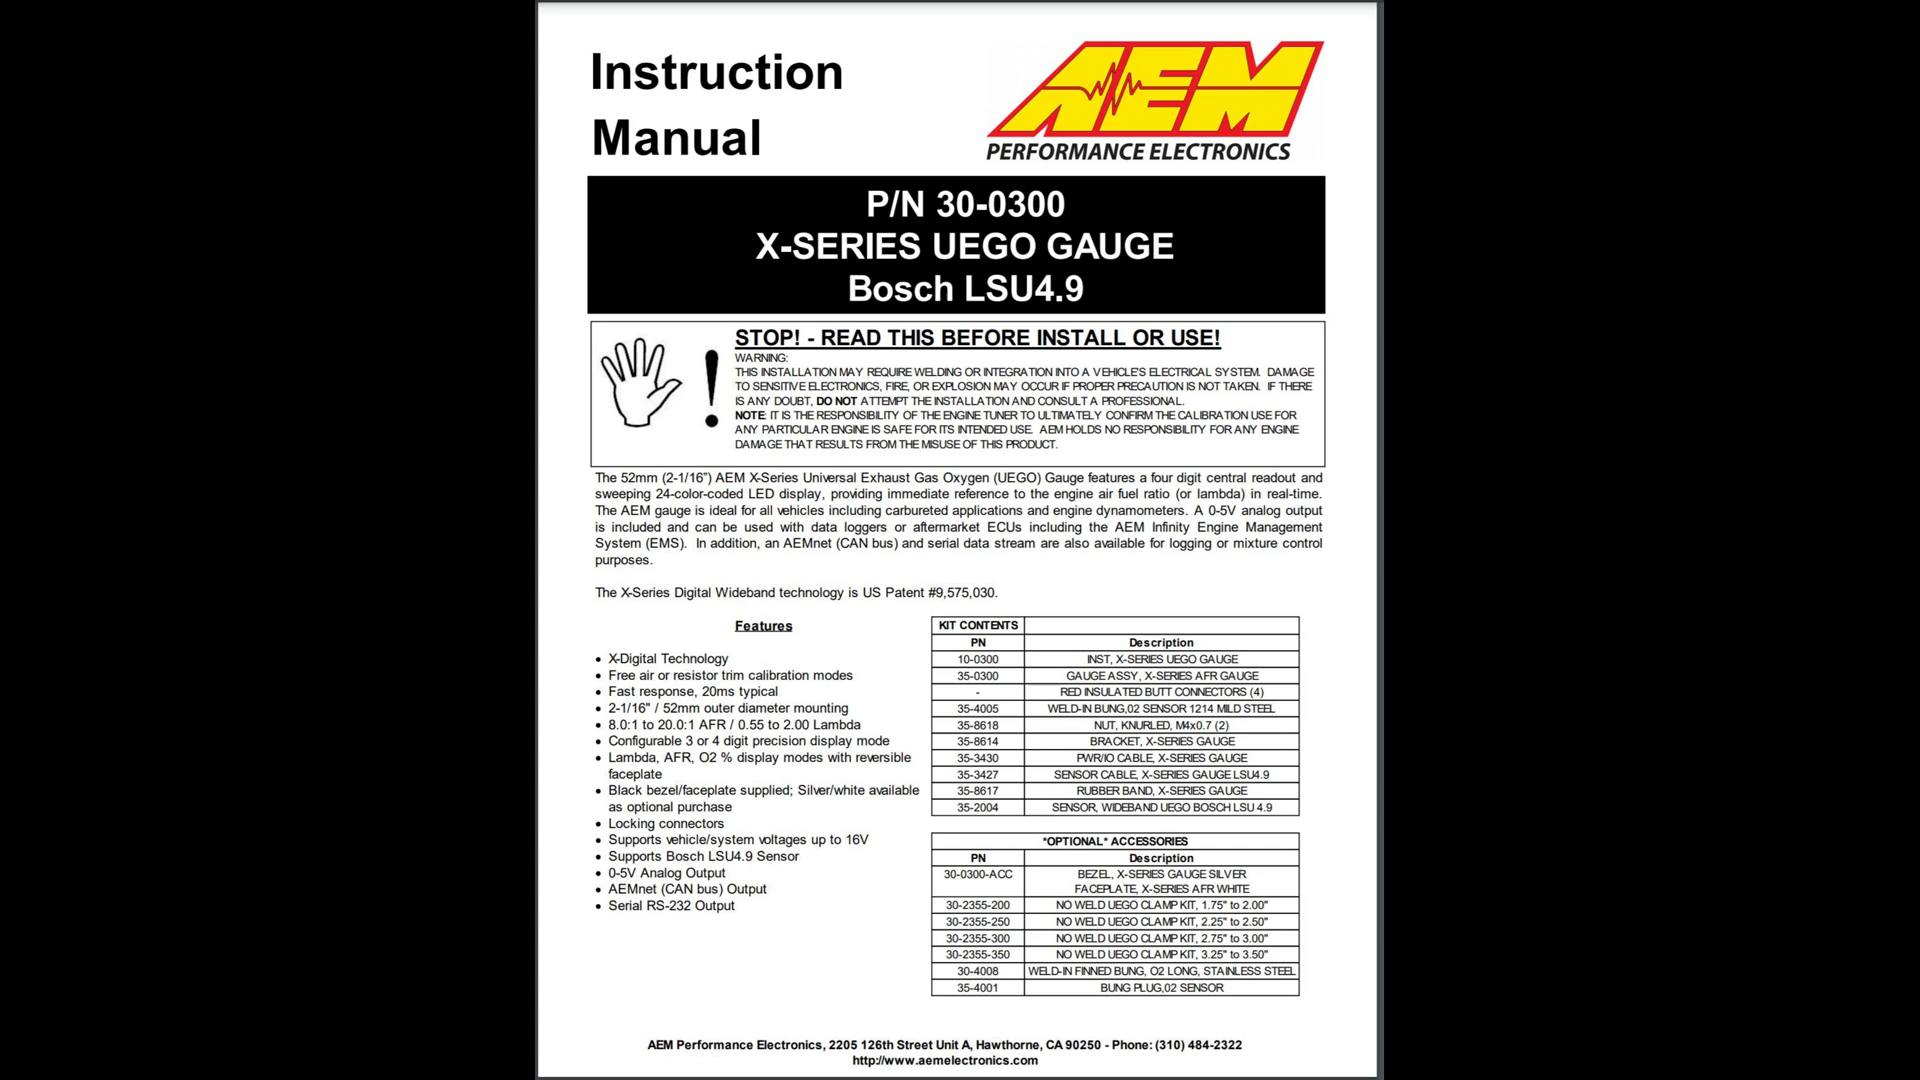 Instruction
Manual
AEM
PERFORMANCE ELECTRONICS
P/N 30-0300
X-SERIES UEGO GAUGE
Bosch LSU4.9
STOP! - READ THIS BEFORE INSTALL OR USE!
WARNING:
THIS INSTALLATION MAY REQUIRE WELDING OR INTEGRATION INTO A VEHICLE'S ELECTRICAL SYSTEM. DAMAGE
TO SENSITIVE ELECTRONICS, FIRE, OR EXPLOSION MAY OCCUR IF PROPER PRECAUTION IS NOT TAKEN. IF THERE
IS ANY DOUBT, DO NOT ATTEMPT THE INSTALLATION AND CONSULT A PROFESSIONAL.
NOTE: IT IS THE RESPONSIBILITY OF THE ENGINE TUNER TO ULTIMATELY CONFIRM THE CALIBRATION USE FOR
ANY PARTICULAR ENGINE IS SAFE FOR ITS INTENDED USE. AEM HOLDS NO RESPONSIBILITY FOR ANY ENGINE
DAMAGE THAT RESULTS FROM THE MISUSE OF THIS PRODUCT.
The 52mm (2-1/16") AEM X-Series Universal Exhaust Gas Oxygen (UEGO) Gauge features a four digit central readout and
sweeping 24-color-coded LED display, providing immediate reference to the engine air fuel ratio (or lambda) in real-time.
The AEM gauge is ideal for all vehicles including carbureted applications and engine dynamometers. A 0-5V analog output
is included and can be used with data loggers or aftermarket ECUs including the AEM Infinity Engine Management
System (EMS). In addition, an AEMnet (CAN bus) and serial data stream are also available for logging or mixture control
purposes.
The X-Series Digital Wideband technology is US Patent #9,575,030.
Features
• X-Digital Technology
• Free air or resistor trim calibration modes
• Fast response, 20ms typical
• 2-1/16" / 52mm outer diameter mounting
• 8.0:1 to 20.0:1 AFR / 0.55 to 2.00 Lambda
• Configurable 3 or 4 digit precision display mode
• Lambda, AFR, O2 % display modes with reversible
faceplate
• Black bezel/faceplate supplied; Silver/white available
as optional purchase
• Locking connectors
• Supports vehicle/system voltages up to 16V
• Supports Bosch LSU4.9 Sensor
• 0-5V Analog Output
• AEMnet (CAN bus) Output
• Serial RS-232 Output
KIT CONTENTS
PN Description
10-0300 INST, X-SERIES UEGO GAUGE
35-0300 GAUGE ASSY, X-SERIES AFR GAUGE
- RED INSULATED BUTT CONNECTORS (4)
35-4005 WELD-IN BUNG,02 SENSOR 1214 MILD STEEL
35-8618 NUT, KNURLED, M4x0.7 (2)
35-8614 BRACKET, X-SERIES GAUGE
35-3430 PWR/IO CABLE, X-SERIES GAUGE
35-3427 SENSOR CABLE, X-SERIES GAUGE LSU4.9
35-8617 RUBBER BAND, X-SERIES GAUGE
35-2004 SENSOR, WIDEBAND UEGO BOSCH LSU 4.9
*OPTIONAL* ACCESSORIES
PN Description
30-0300-ACC BEZEL, X-SERIES GAUGE SILVER
FACEPLATE, X-SERIES AFR WHITE
30-2355-200 NO WELD UEGO CLAMP KIT, 1.75" to 2.00"
30-2355-250 NO WELD UEGO CLAMP KIT, 2.25" to 2.50"
30-2355-300 NO WELD UEGO CLAMP KIT, 2.75" to 3.00"
30-2355-350 NO WELD UEGO CLAMP KIT, 3.25" to 3.50"
30-4008 WELD-IN FINNED BUNG, O2 LONG, STAINLESS STEEL
35-4001 BUNG PLUG,02 SENSOR
AEM Performance Electronics, 2205 126th Street Unit A, Hawthorne, CA 90250 - Phone: (310) 484-2322
http://www.aemelectronics.com